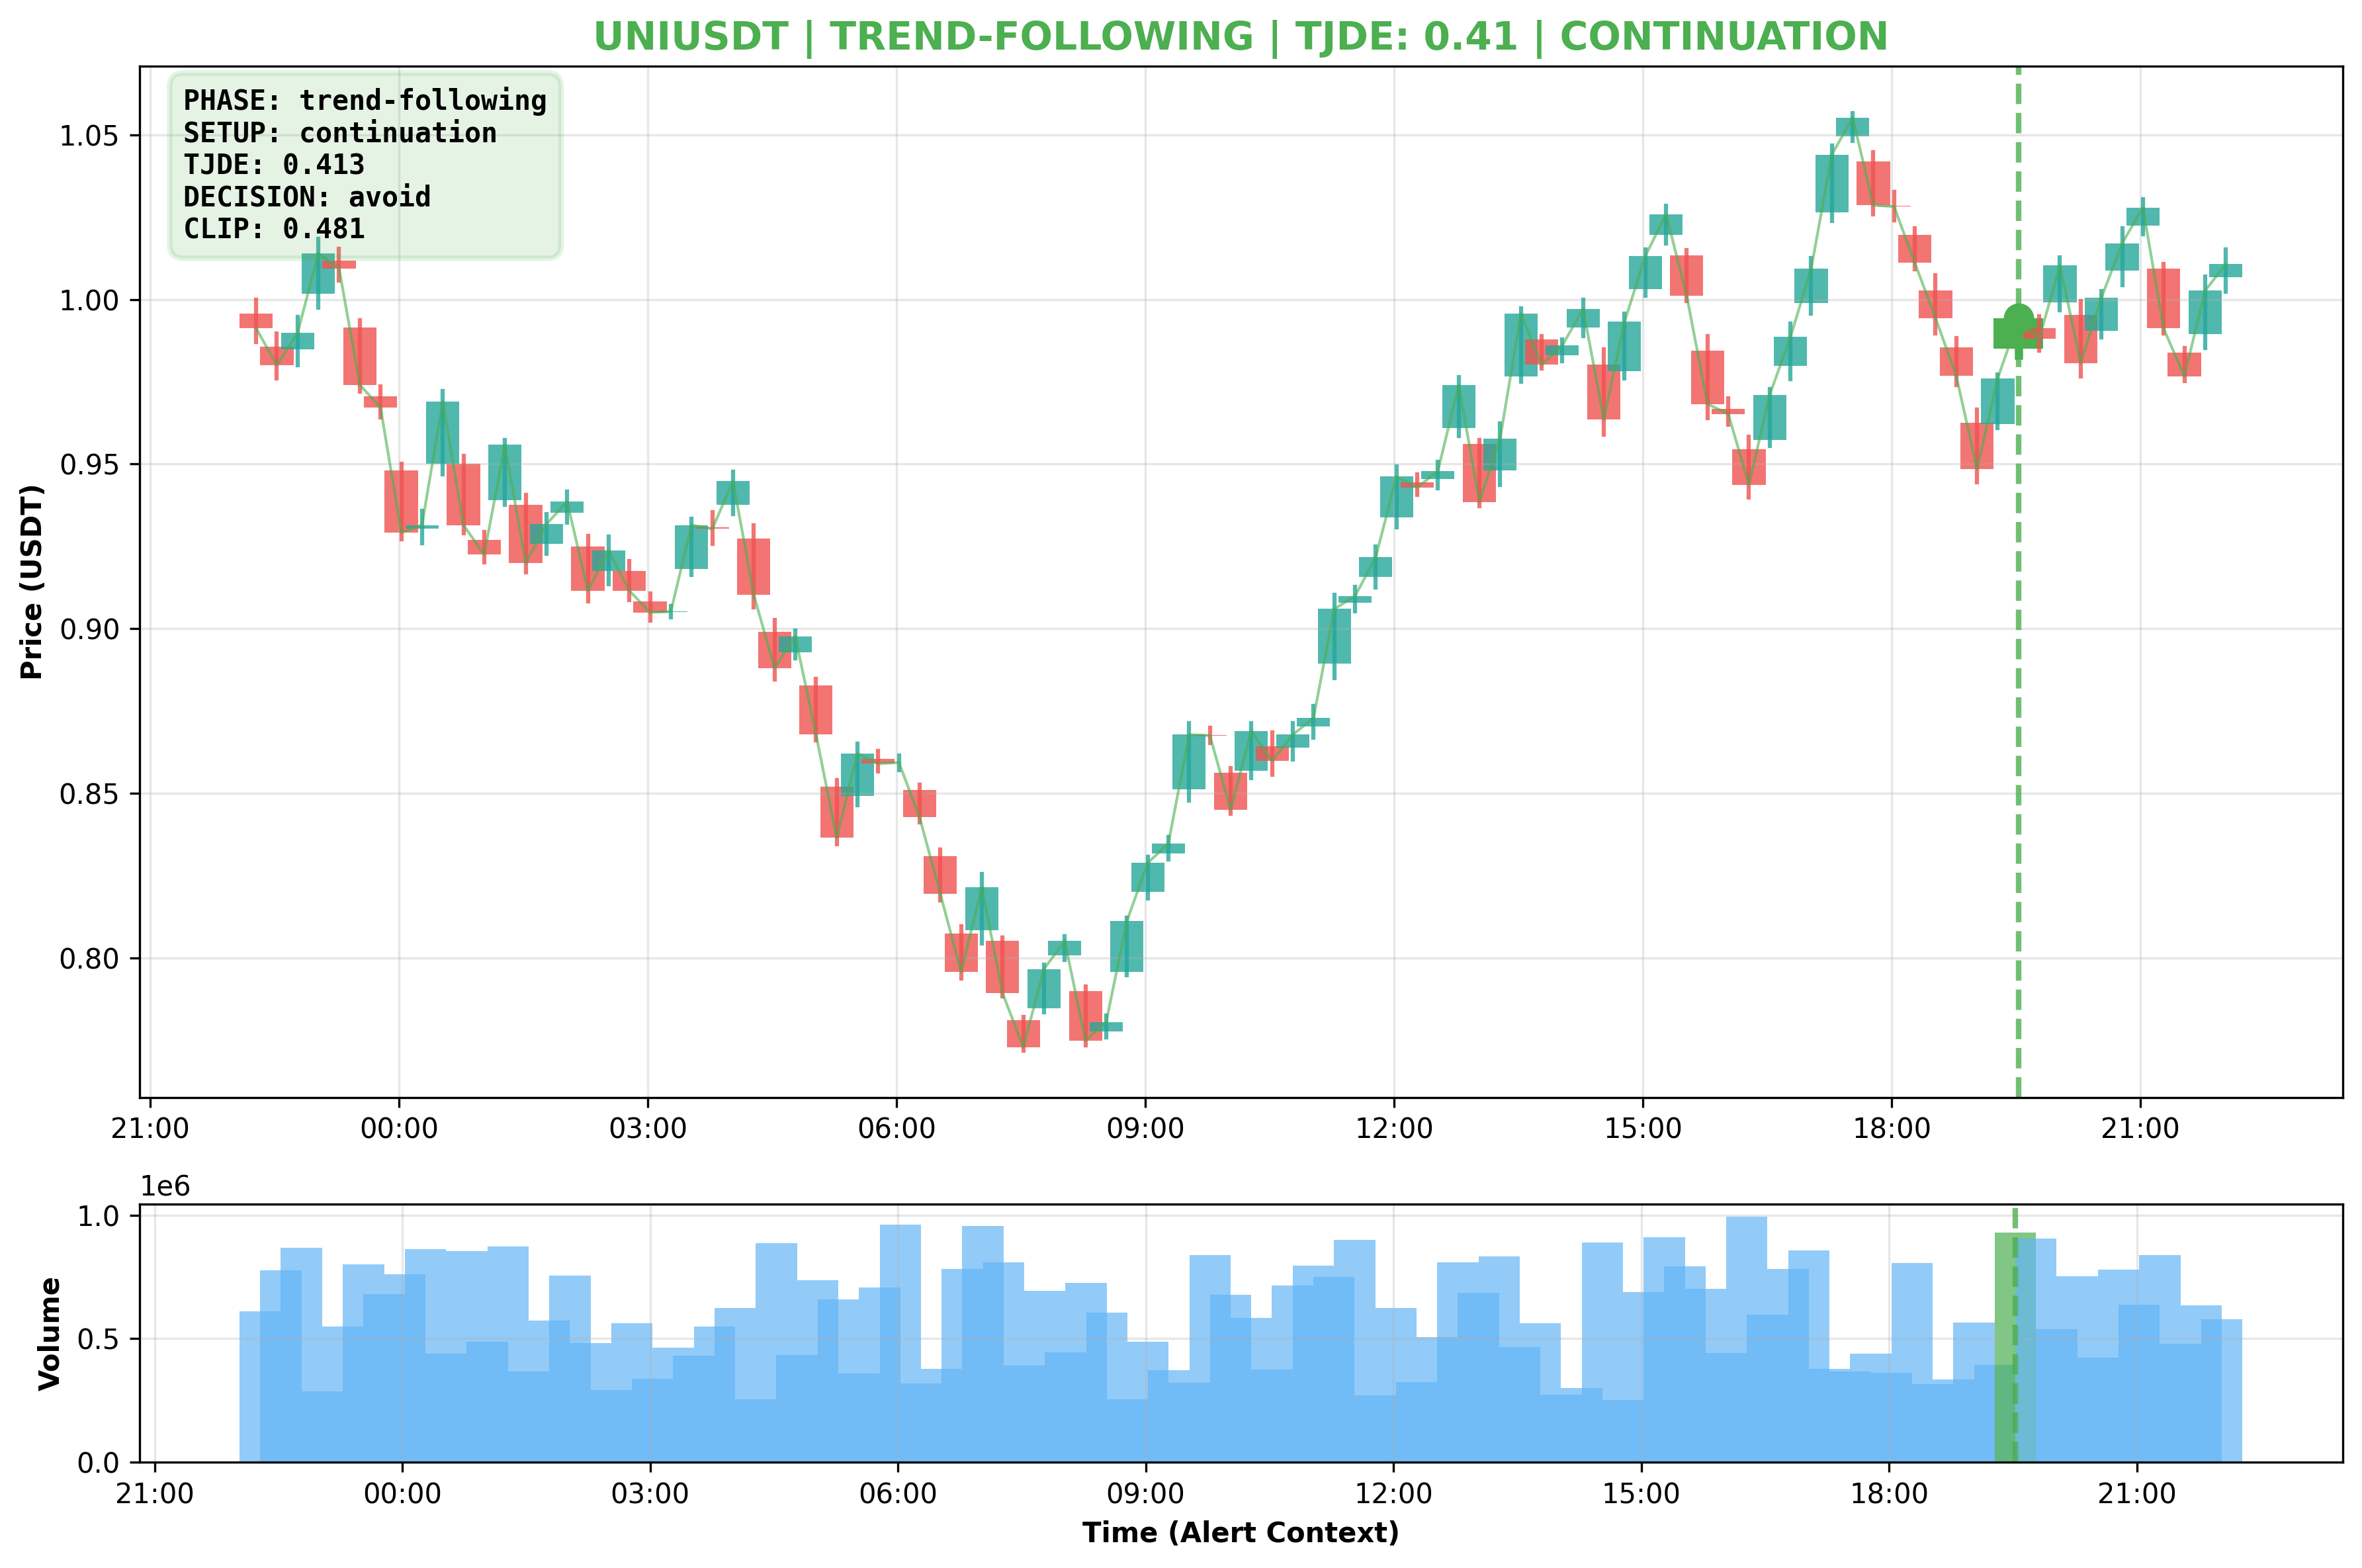 UNIUSDT | TREND-FOLLOWING | TJDE: 0.41 | CONTINUATION
PHASE: trend-following
SETUP: continuation
TJDE: 0.413
DECISION: avoid
CLIP: 0.481
Price (USDT)
1.05
1.00
0.95
0.90
0.85
0.80
21:00 00:00 03:00 06:00 09:00 12:00 15:00 18:00 21:00
1e6
Volume
1.0
0.5
0.0
21:00 00:00 03:00 06:00 09:00 12:00 15:00 18:00 21:00
Time (Alert Context)